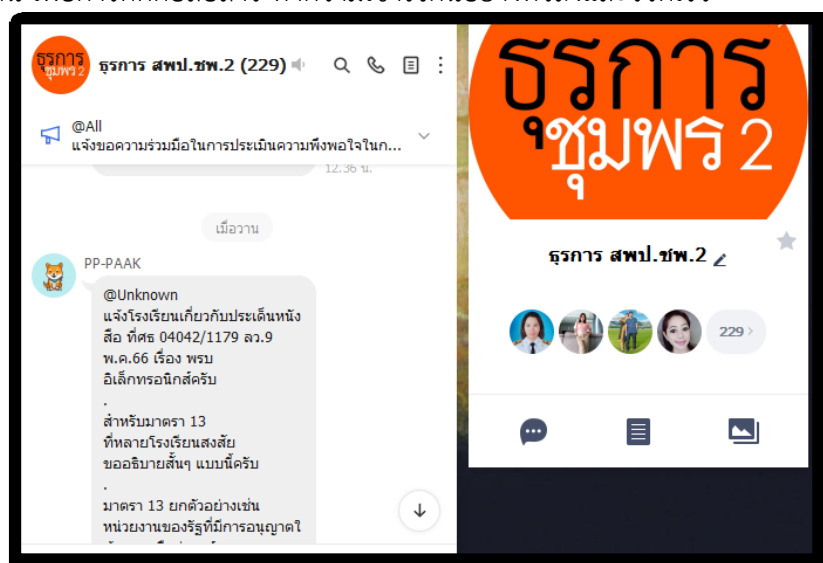 ธุรการ
ชุมพร 2
ธุรการ สพป.ชพ.2 (229)
@All
แจ้งขอความร่วมมือในการประเมินความพึงพอใจในก...
12.36 น.
เมื่อวาน
PP-PAAK
@Unknown
แจ้งโรงเรียนเกี่ยวกับประเด็นหนัง
สือ ที่ศธ 04042/1179 ลว.9
พ.ค.66 เรื่อง พรบ
อิเล็กทรอนิกส์ครับ
.
สำหรับมาตรา 13
ที่หลายโรงเรียนสงสัย
ขออธิบายสั้นๆ แบบนี้ครับ
.
มาตรา 13 ยกตัวอย่างเช่น
หน่วยงานของรัฐที่มีการอนุญาตใ
ธุรการ
ชุมพร 2
ธุรการ สพป.ชพ.2
229